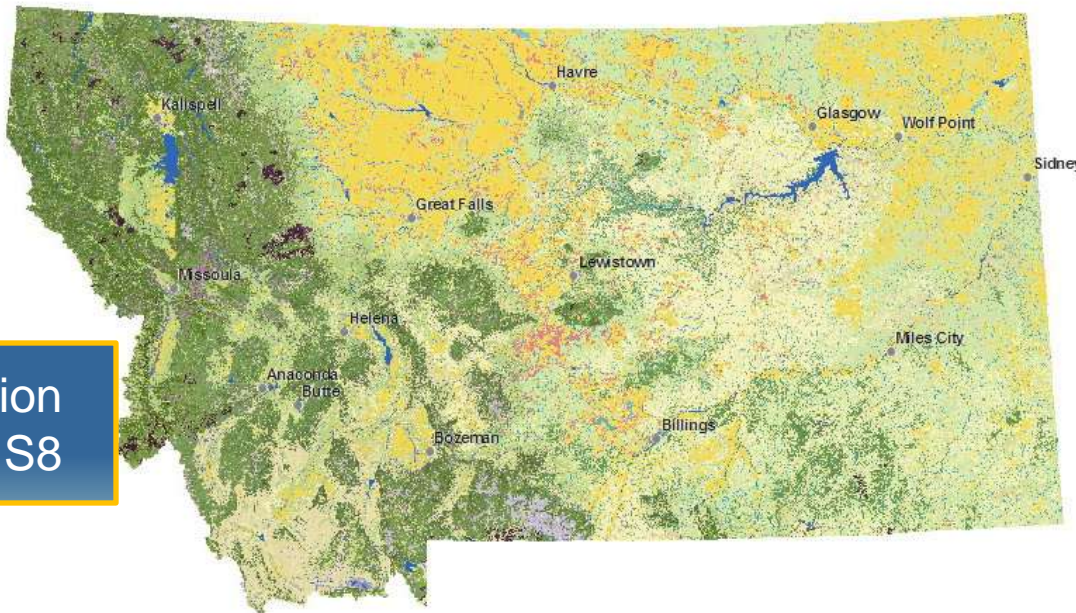 Havre
Kalispell
Glasgow
Wolf Point
Sidney
Great Falls
Lewistown
Missoula
Helena
Miles City
Anaconda
Butte
Billings
Bozeman
ion
S8